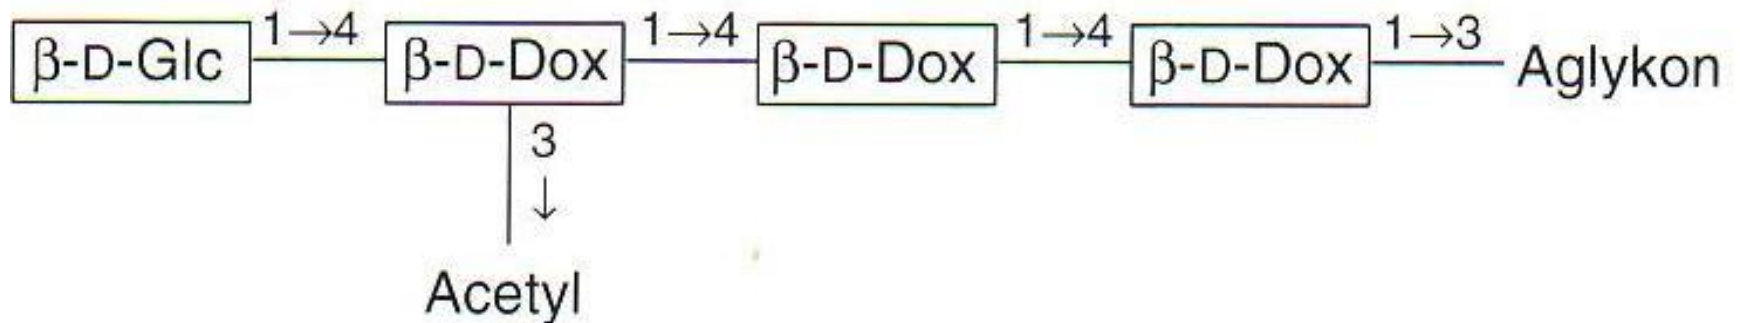 β-D-Glc 1→4 β-D-Dox 1→4 β-D-Dox 1→4 β-D-Dox 1→3 Aglykon
3
↓
Acetyl